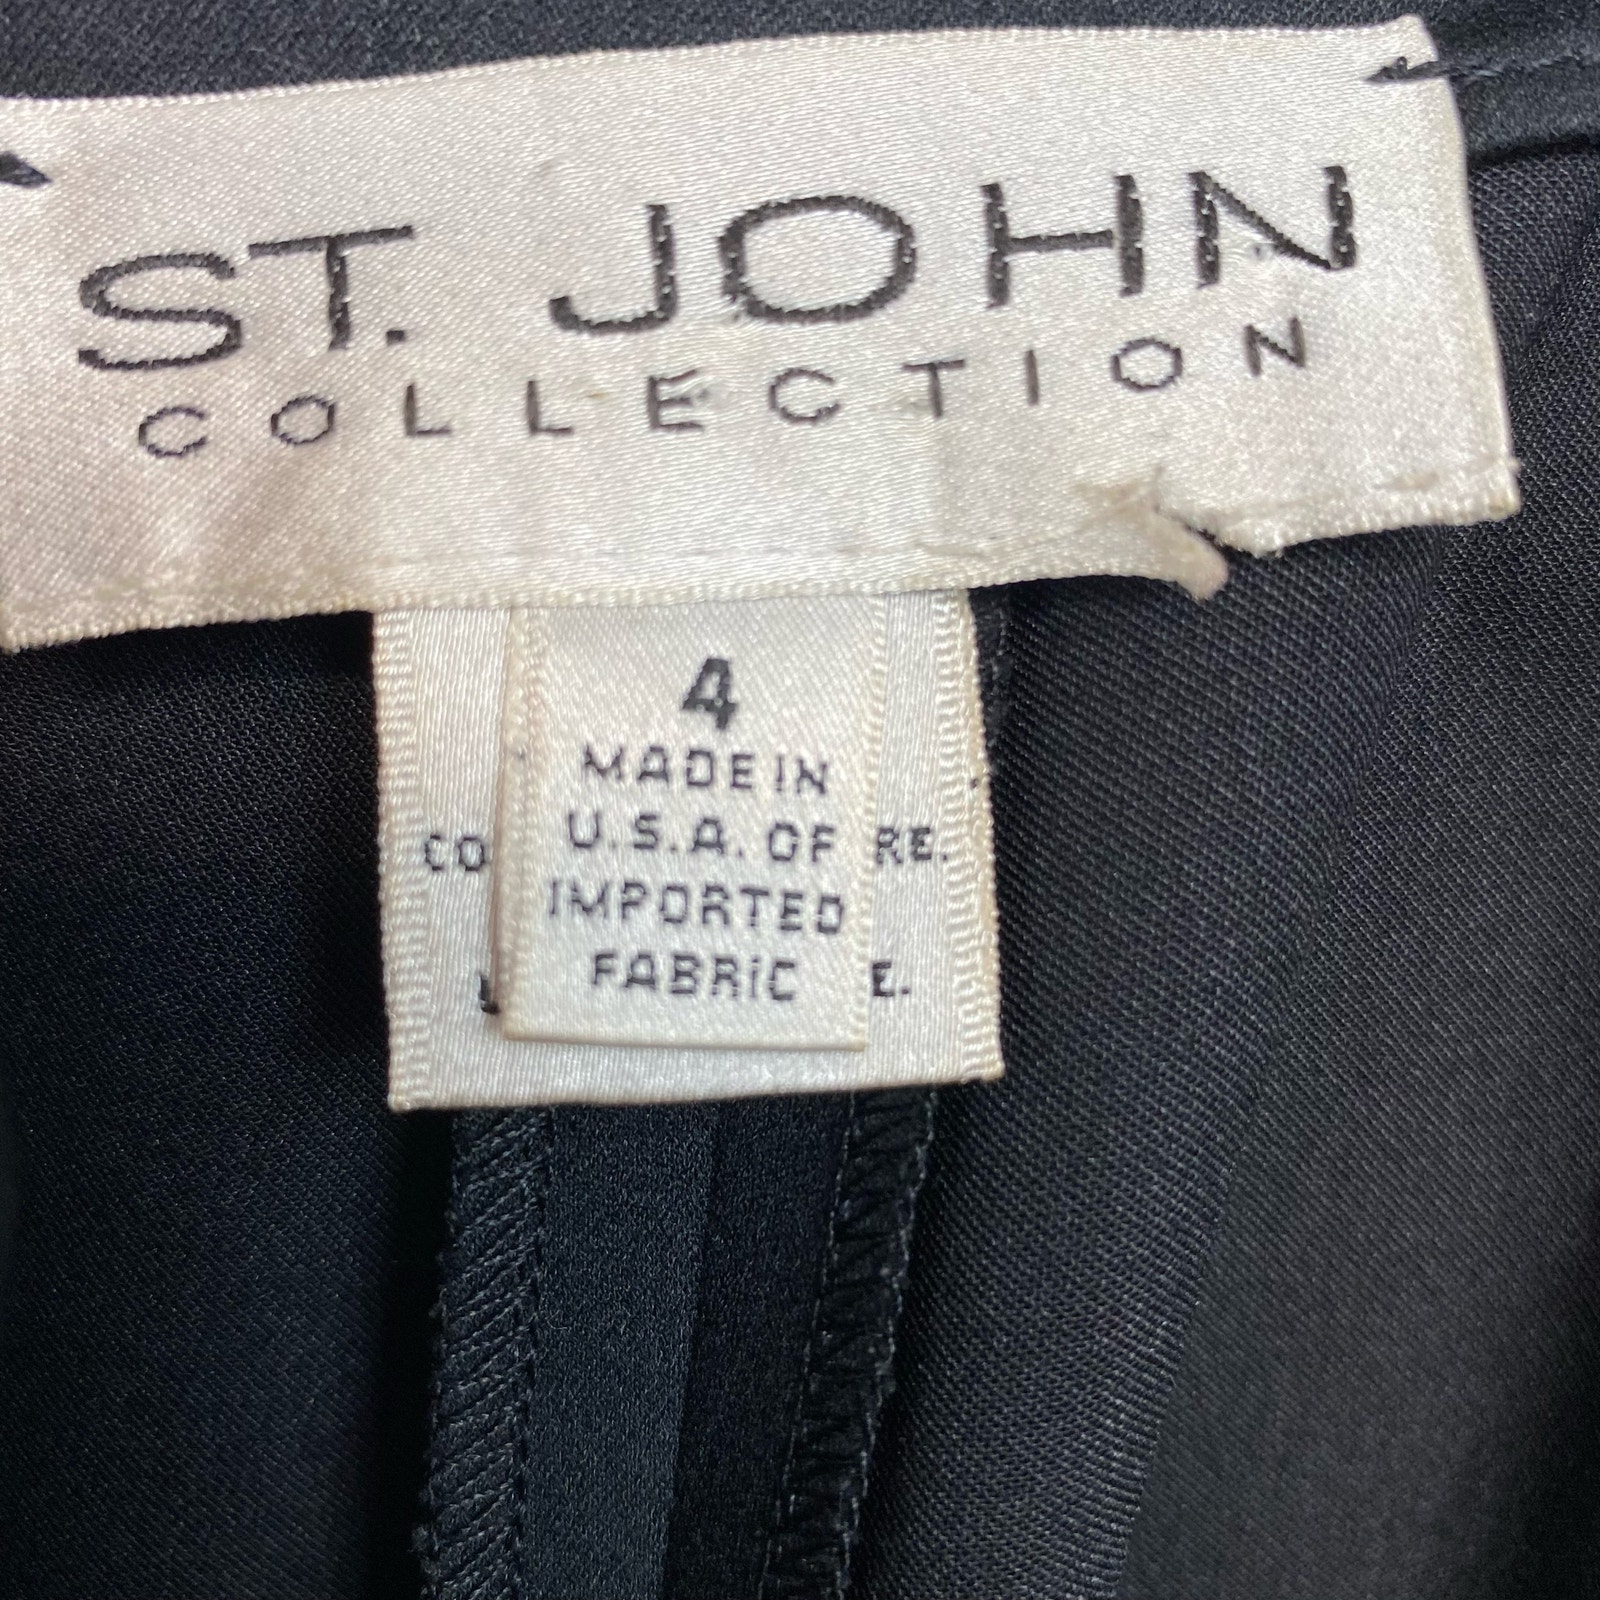 ST. JOHN
COLLECTION
4
MADE IN
U.S.A. OF
IMPORTED
FABRIC